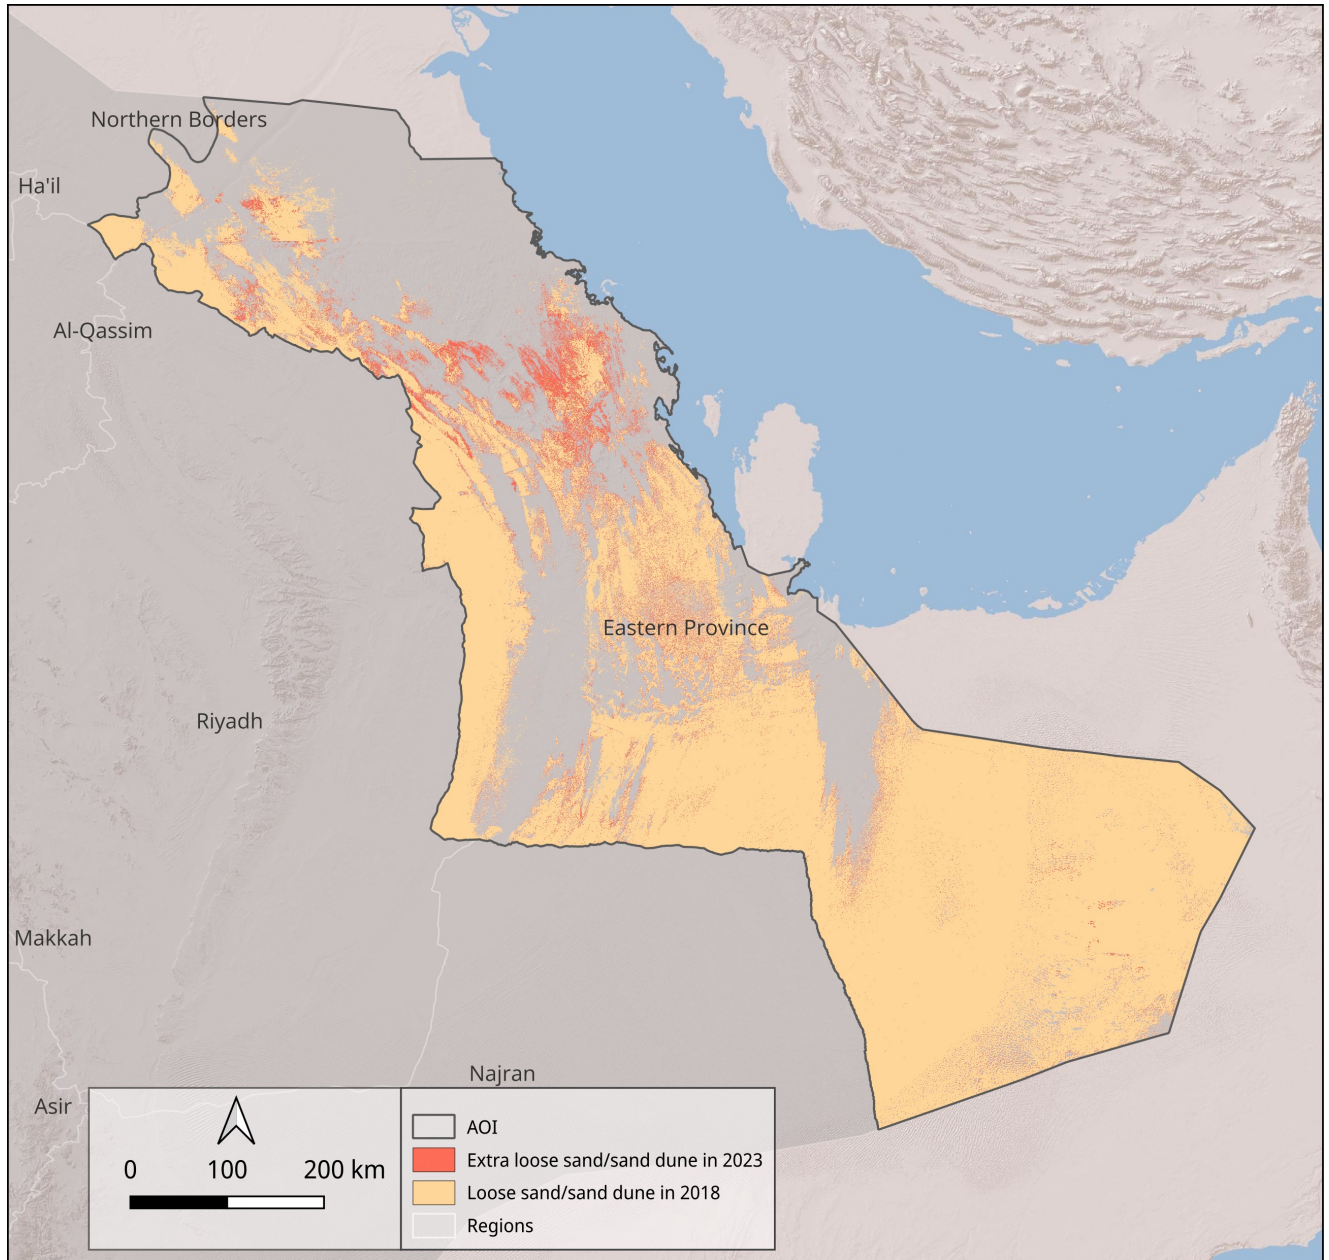 Northern Borders
Ha'il
Al-Qassim
Eastern Province
Riyadh
Makkah
Najran
Asir
0 100 200 km
AOI
Extra loose sand/sand dune in 2023
Loose sand/sand dune in 2018
Regions